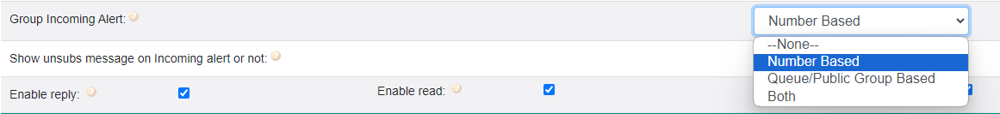 Group Incoming Alert:
Number Based
--None--
Show unsubs message on Incoming alert or not:
Number Based
Queue/Public Group Based
Enable reply:
Enable read:
Both